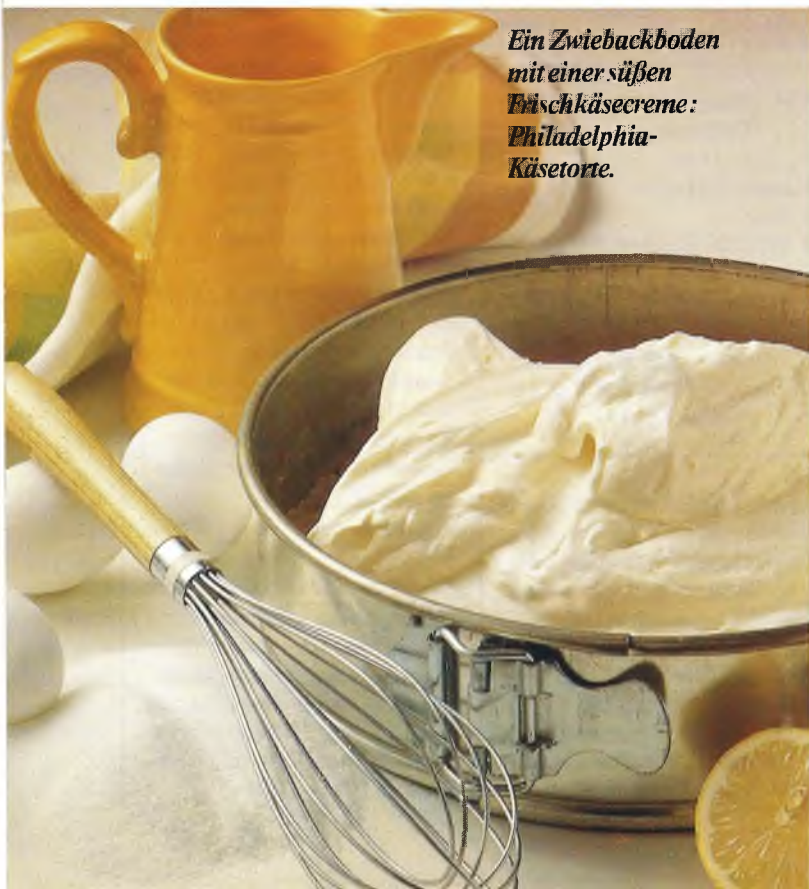 Ein Zwiebackboden
mit einer süßen
Frischkäsecreme:
Philadelphia-
Käsetorte.